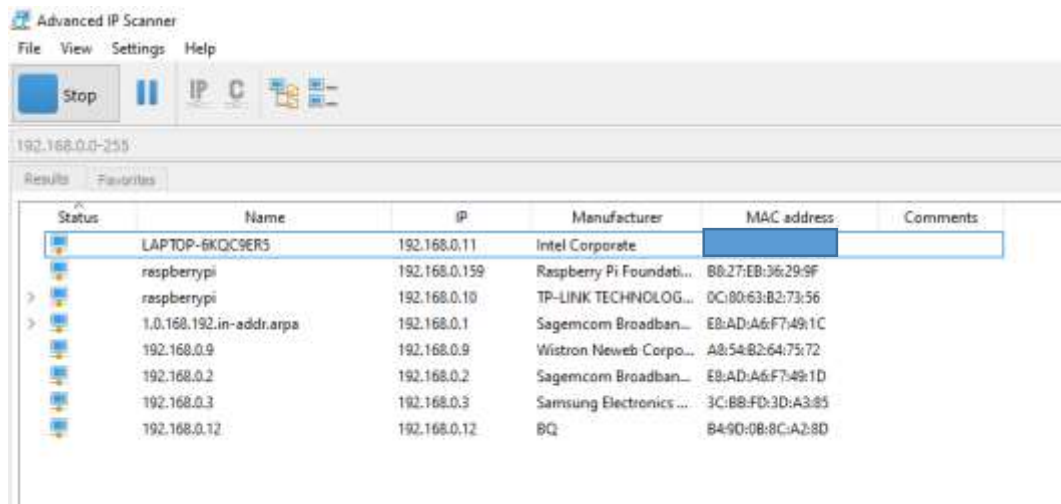 Advanced IP Scanner
File View Settings Help
Stop IP C
192.168.0.0-255
Results Favorites
Status Name IP Manufacturer MAC address Comments
LAPTOP-6KQC9ER5 192.168.0.11 Intel Corporate
raspberrypi 192.168.0.159 Raspberry Pi Foundati... B8:27:EB:36:29:9F
raspberrypi 192.168.0.10 TP-LINK TECHNOLOG... 0C:80:63:B2:73:56
1.0.168.192.in-addr.arpa 192.168.0.1 Sagemcom Broadban... E8:AD:A6:F7:49:1C
192.168.0.9 192.168.0.9 Wistron Neweb Corpo... A8:54:B2:64:75:72
192.168.0.2 192.168.0.2 Sagemcom Broadban... E8:AD:A6:F7:49:1D
192.168.0.3 192.168.0.3 Samsung Electronics ... 3C:BB:FD:3D:A3:85
192.168.0.12 192.168.0.12 BQ B4:9D:0B:8C:A2:8D